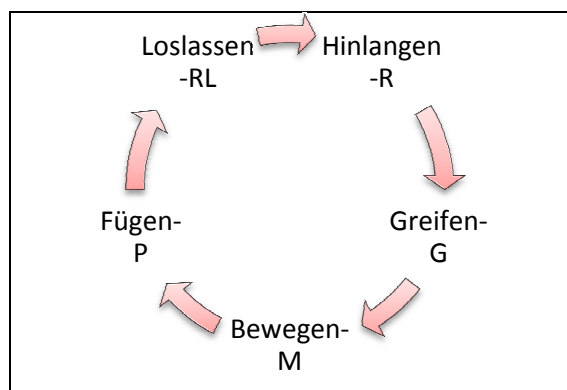 Loslassen
-RL
Hinlangen
-R
Greifen-
G
Bewegen-
M
Fügen-
P